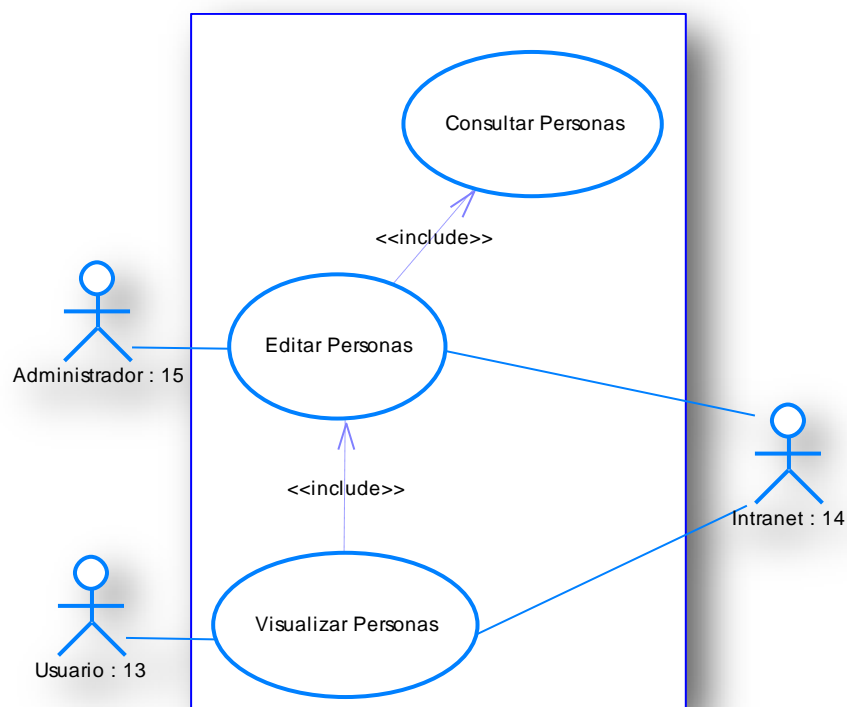 Consultar Personas
<<include>>
Editar Personas
Administrador : 15
<<include>>
Intranet : 14
Visualizar Personas
Usuario : 13